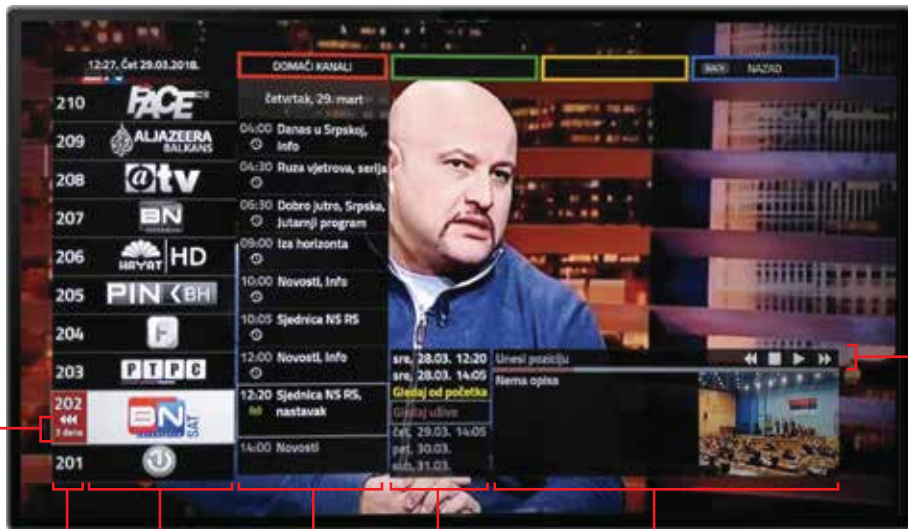 12:27, Čet 29.03.2018.
DOMAĆI KANALI
BACK NAZAD
210 FACE
209 ALJAZEERA BALKANS
208 @tv
207 BN
206 HAYAT HD
205 PIN BH
204 F
203 РТРС
202 BN SAT
3 dana
201 1
četvrtak, 29. mart
04:00 Danas u Srpskoj,
Info
04:30 Ruza vjetrova, serija
06:30 Dobro jutro, Srpska,
Jutarnji program
09:00 Iza horizonta
10:00 Novosti, Info
10:05 Sjednica NS RS
12:00 Novosti, Info
12:20 Sjednica NS RS,
nastavak
14:00 Novosti
sre, 28.03. 12:20
sre, 28.03. 14:05
Gledaj od početka
Gledaj uživo
čet, 29.03. 14:05
pet, 30.03.
sub, 31.03.
Unesi poziciju
Nema opisa